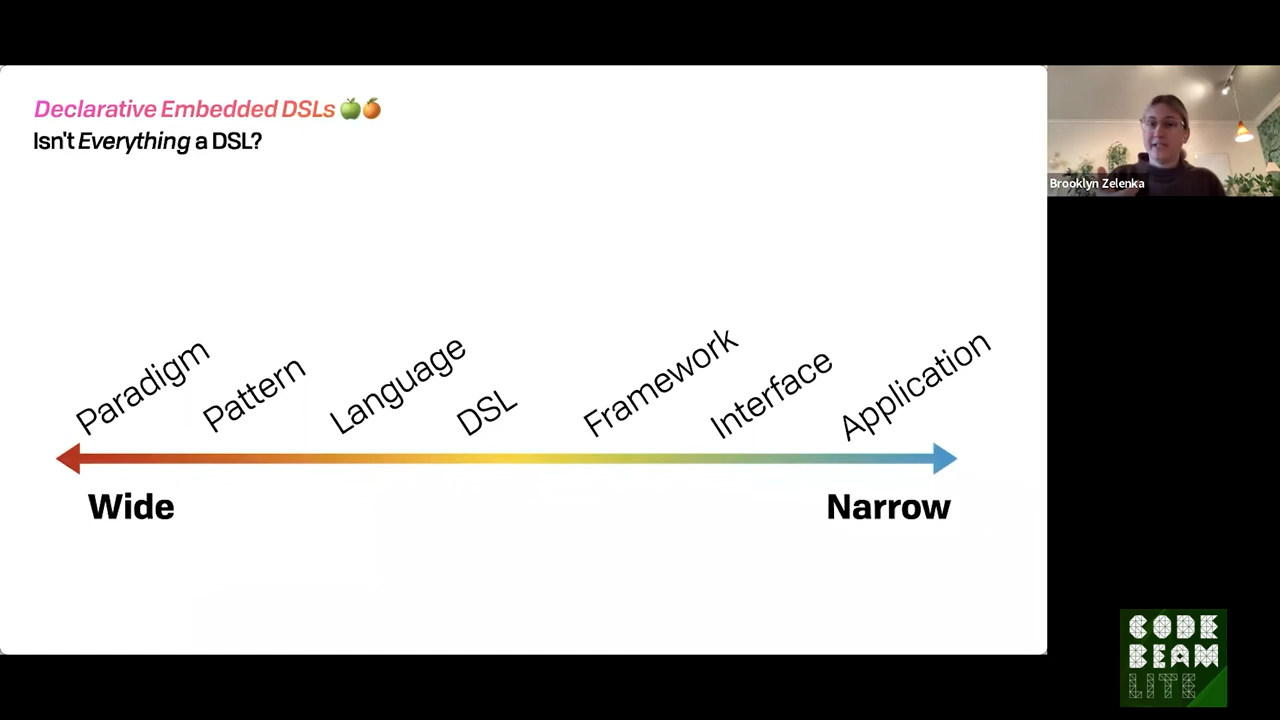 Declarative Embedded DSLs 🍏🍊
Isn't Everything a DSL?
Paradigm
Pattern
Language
DSL
Framework
Interface
Application
Wide
Narrow
Brooklyn Zelenka
CODE
BEAM
LITE